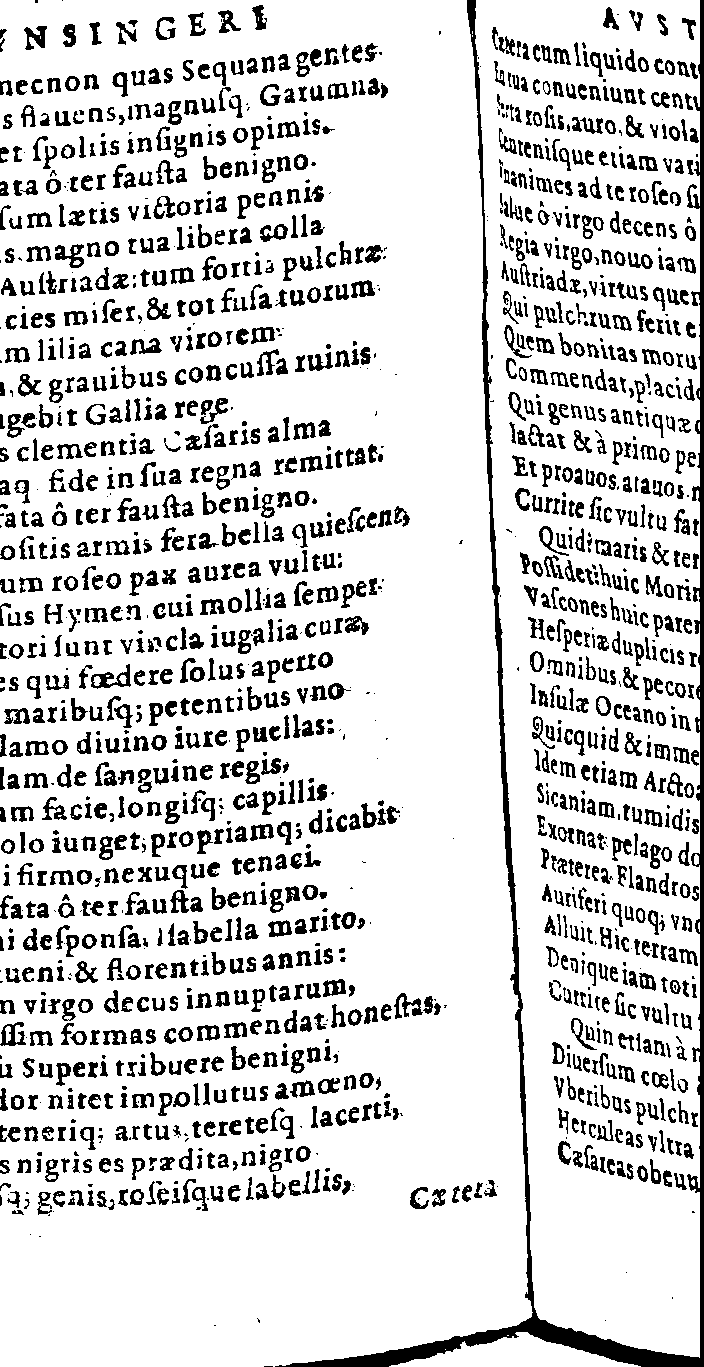 NSINGERI
necnon quas Sequana gentes
s flauens, magnuſq; Garumna,
et ſpoliis inſignis opimis.
ata ô ter fauſta benigno.
ſum lætis victoria pennis
s. magno tua libera colla
Auſtriadæ: tum fortia pulchræ
cies miſer, & tot fuſa tuorum
m lilia cana virorem
, & grauibus concuſſa ruinis
ugebit Gallia rege.
s clementia Cæſaris alma
aq fide in ſua regna remittat.
fata ô ter fauſta benigno.
oſitis armis fera bella quieſcent,
um roſeo pax aurea vultu:
ſus Hymen cui mollia ſemper
tori ſunt vincla iugalia curæ,
es qui fœdere ſolus aperto
maribuſq; petentibus vno
lamo diuino iure puellas:
lam de ſanguine regis,
am facie, longiſq; capillis
olo iunget, propriamq; dicabit
i firmo, nexuque tenaci.
fata ô ter fauſta benigno.
ni deſponſa, Iſabella marito,
ueni & florentibus annis:
m virgo decus innuptarum,
ſſim formas commendat honeſtas,
Superi tribuere benigni,
dor nitet impollutus amœno,
teneriq; artus, tereteſq lacerti,
s nigris es prædita, nigro
ſq; genis, roſeiſque labellis,
Cætera
AVST
Cætera cum liquido cont
In tua conueniunt centu
Serta roſis, auro, & viola
Centeniſque etiam vari
Inanimes ad te roſeo ſi
Salue ô virgo decens ô
Regia virgo, nouo iam
Auſtriadæ, virtus quer
Qui pulchrum ferit e
Quem bonitas moru
Commendat, placido
Qui genus antiquæ
Iactat & à primo per
Et proauos, atauos,
Currite ſic vultu fat
Quid? maris & ter
Poſſidet? huic Morin
Vaſcones huic paren
Heſperiæ duplicis r
Omnibus, & pecore
Inſulæ Oceano in t
Quicquid & imme
Idem etiam Arctoa
Sicaniam, tumidis
Exornat pelago do
Præterea Flandros
Auriferi quoq; vnd
Alluit. Hic terram
Denique iam toti
Currite ſic vultu
Quin etiam à
Diuerſum cœlo
Vberibus pulchr
Herculeas vltra
Cæſareas obeun